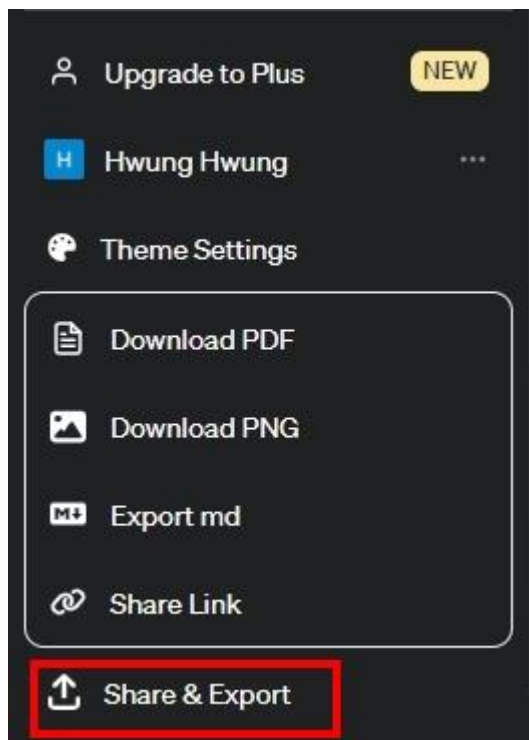 Upgrade to Plus NEW
H Hwung Hwung ...
Theme Settings
Download PDF
Download PNG
M↓ Export md
Share Link
Share & Export